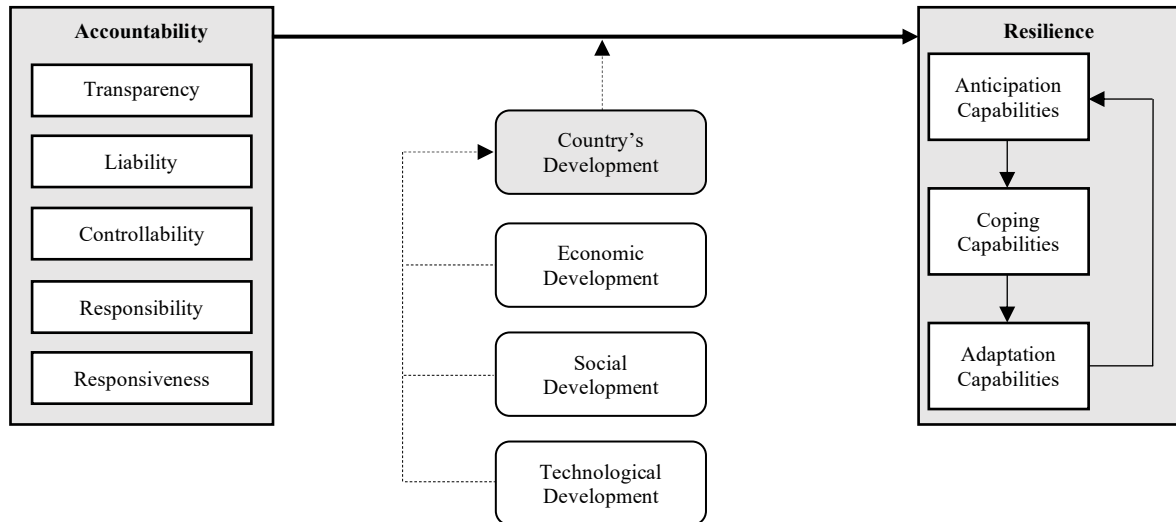 Accountability
Transparency
Liability
Controllability
Responsibility
Responsiveness
Country’s
Development
Economic
Development
Social
Development
Technological
Development
Resilience
Anticipation
Capabilities
Coping
Capabilities
Adaptation
Capabilities